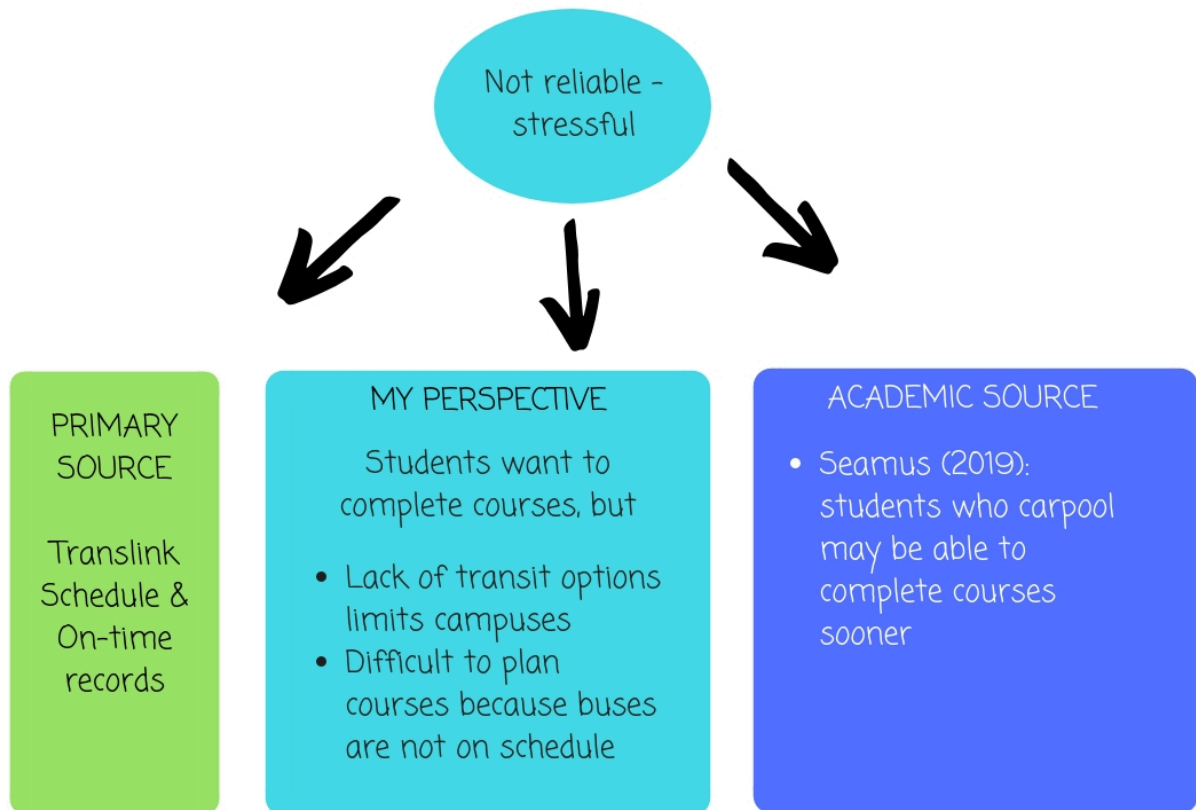 Not reliable -
stressful
PRIMARY
SOURCE
Translink
Schedule &
On-time
records
MY PERSPECTIVE
Students want to
complete courses, but
• Lack of transit options
limits campuses
• Difficult to plan
courses because buses
are not on schedule
ACADEMIC SOURCE
• Seamus (2019):
students who carpool
may be able to
complete courses
sooner